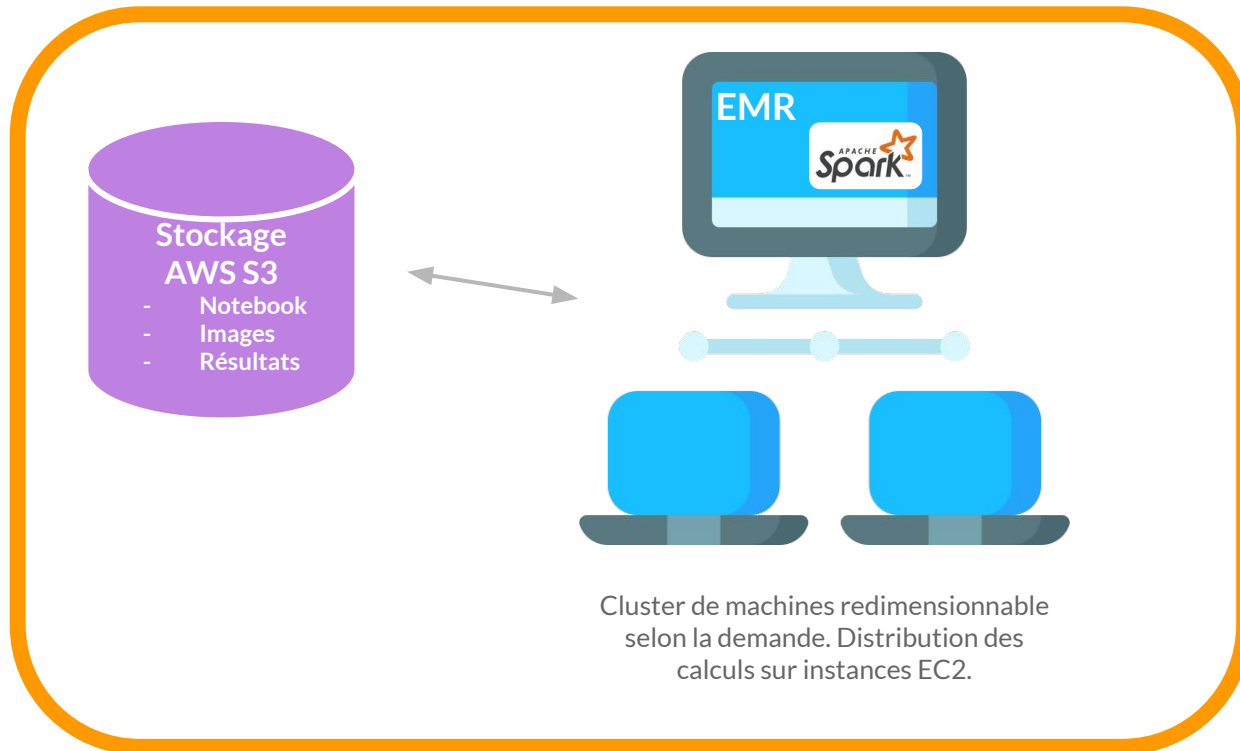 Stockage
AWS S3
- Notebook
- Images
- Résultats
EMR
APACHE
Spark
Cluster de machines redimensionnable
selon la demande. Distribution des
calculs sur instances EC2.